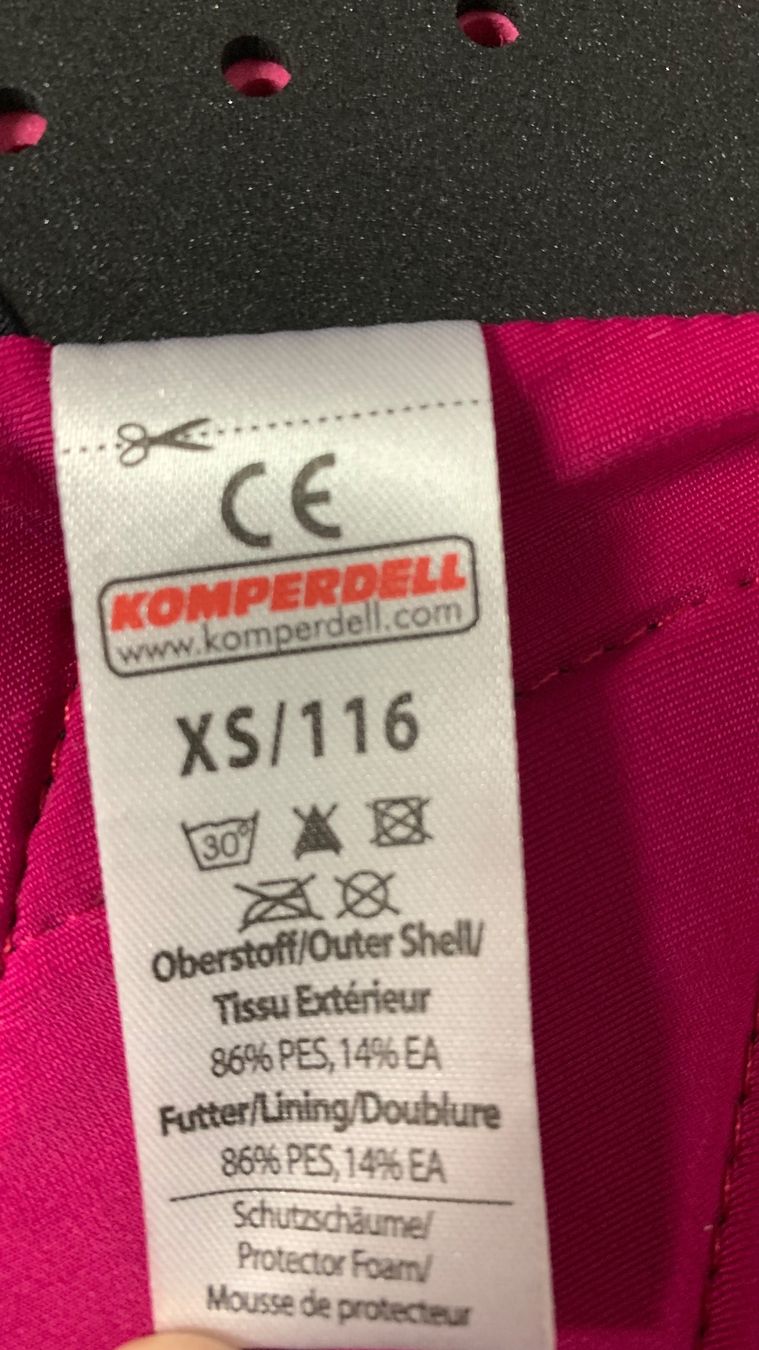 CE
KOMPERDELL
www.komperdell.com
XS/116
30°
Oberstoff/Outer Shell/
Tissu Extérieur
86% PES, 14% EA
Futter/Lining/Doublure
86% PES, 14% EA
Schutzschäume/
Protector Foam/
Mousse de protecteur